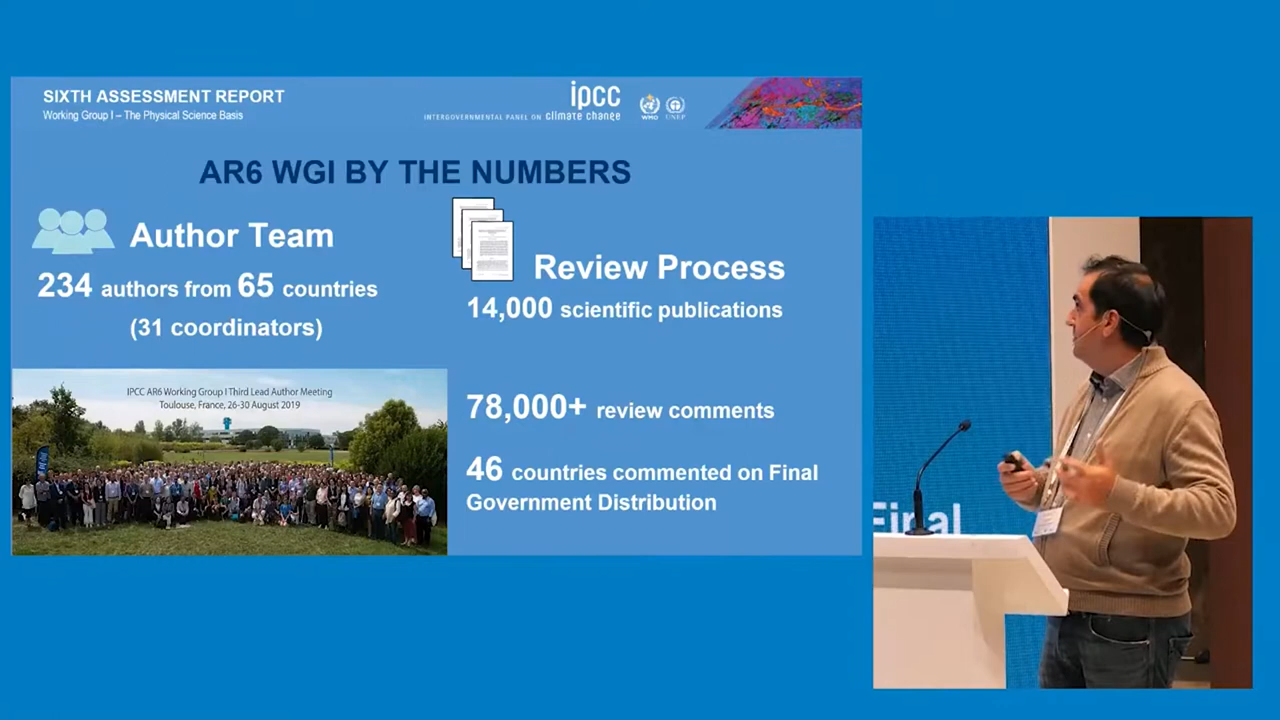 SIXTH ASSESSMENT REPORT
Working Group I – The Physical Science Basis
ipcc
INTERGOVERNMENTAL PANEL ON climate change
WMO
UNEP
AR6 WGI BY THE NUMBERS
Author Team
234 authors from 65 countries
(31 coordinators)
IPCC AR6 Working Group I Third Lead Author Meeting
Toulouse, France, 26-30 August 2019
Review Process
14,000 scientific publications
78,000+ review comments
46 countries commented on Final
Government Distribution
Final